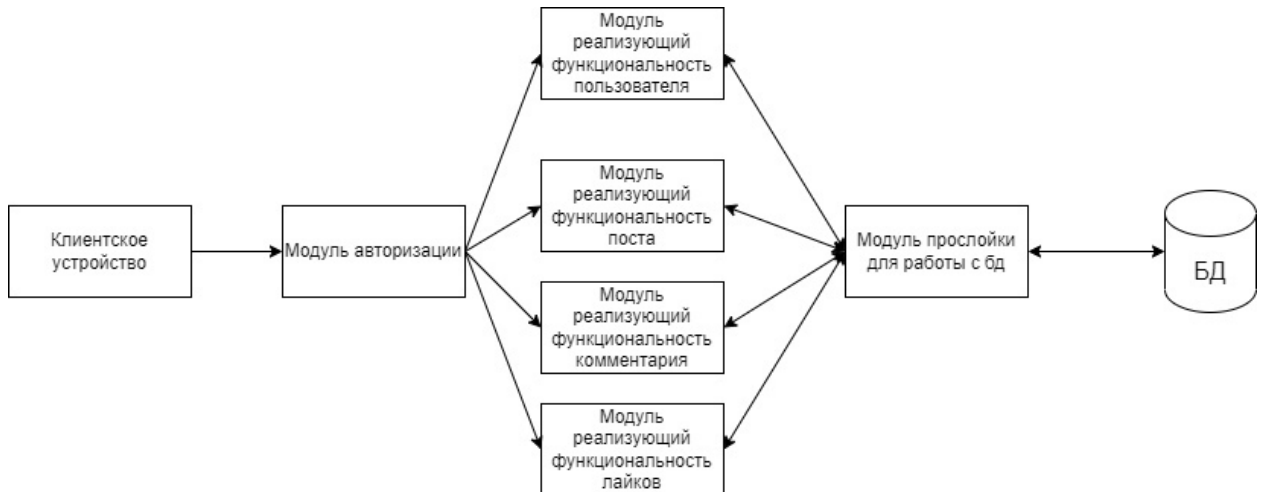 Модуль
реализующий
функциональность
пользователя
Модуль
реализующий
функциональность
поста
Клиентское
устройство
Модуль авторизации
Модуль прослойки
для работы с бд
БД
Модуль
реализующий
функциональность
комментария
Модуль
реализующий
функциональность
лайков